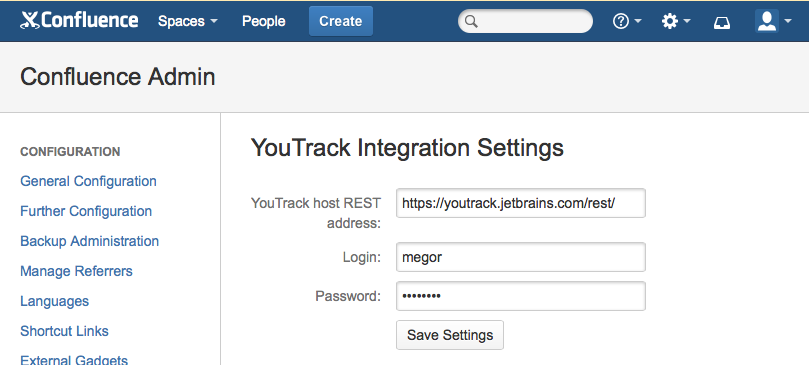 Confluence Spaces People Create
Confluence Admin
CONFIGURATION
General Configuration
Further Configuration
Backup Administration
Manage Referrers
Languages
Shortcut Links
External Gadgets
YouTrack Integration Settings
YouTrack host REST
address:
https://youtrack.jetbrains.com/rest/
Login:
megor
Password:
••••••••
Save Settings